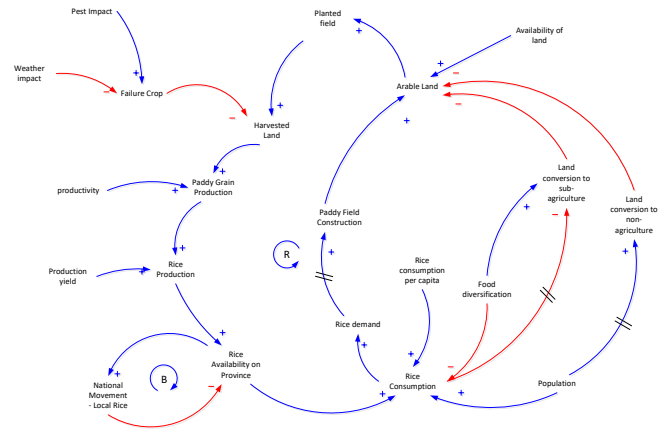 Pest Impact
Planted
field
Availability of
land
+
+
Weather
impact
+
+
−
−
Failure Crop
Arable Land
−
−
−
+
+
Harvested
Land
+
Land
conversion to
sub-
agriculture
Paddy Grain
Production
productivity
+
Land
conversion to
non-
agriculture
+
−
Paddy Field
Construction
+
+
+
R
Rice
consumption
per capita
Production
yield
+
Rice
Production
Food
diversification
+
Rice demand
+
+
Rice
Availability on
Province
−
+
B
−
Rice
Consumption
Population
National
Movement
- Local Rice
+
+